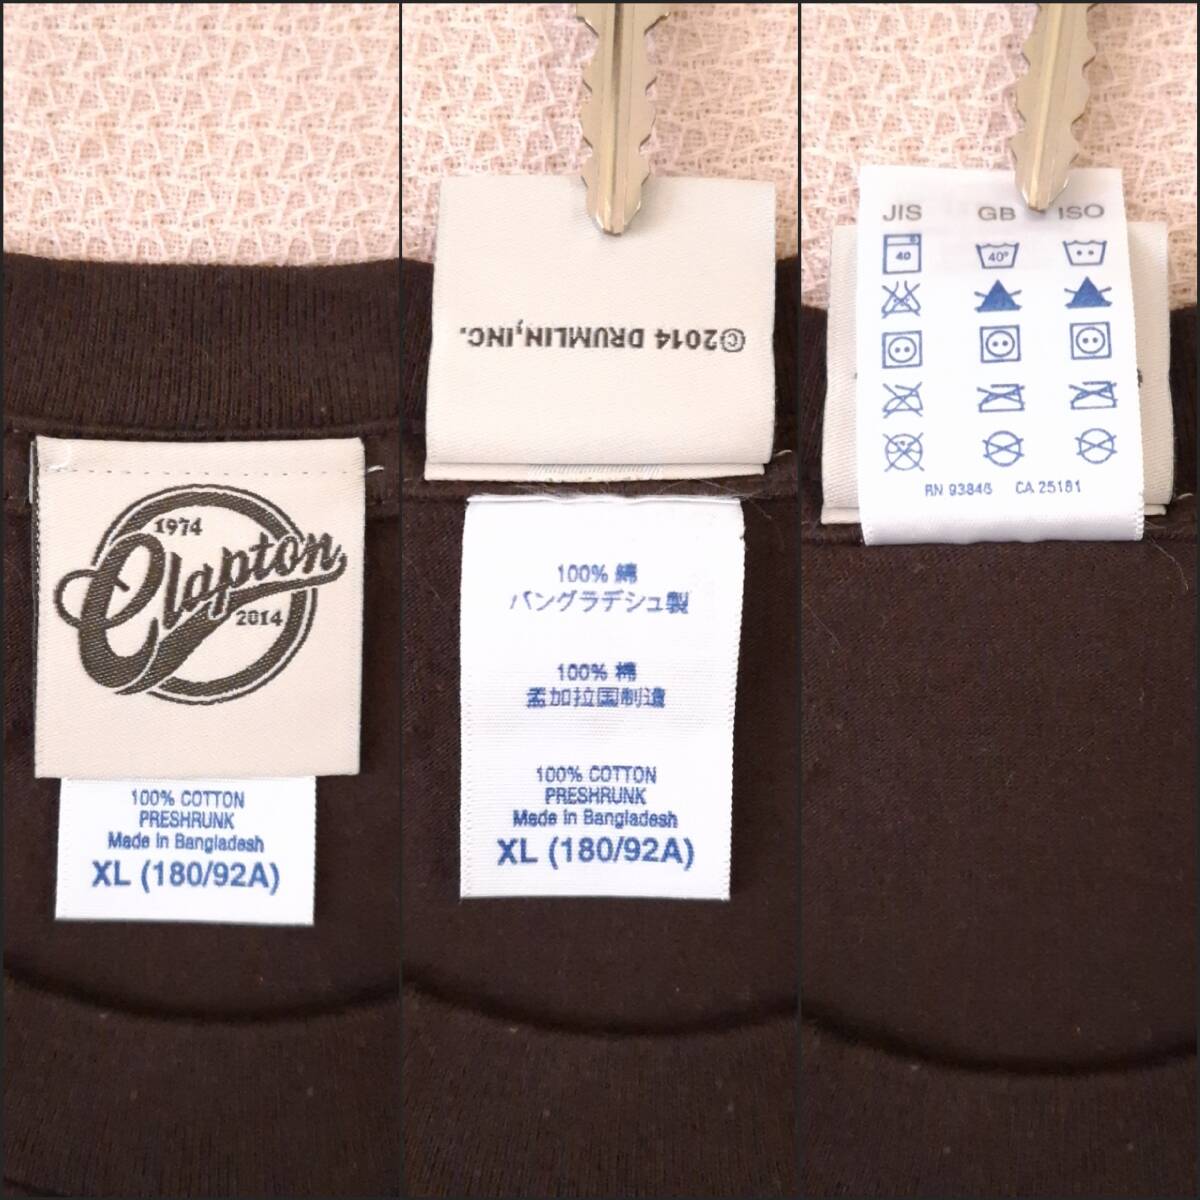 1974
Clapton
2014
100% COTTON
PRESHRUNK
Made in Bangladesh
XL (180/92A)
©2014 DRUMLIN,INC.
100% 綿
バングラデシュ製
100% 棉
孟加拉国制造
100% COTTON
PRESHRUNK
Made in Bangladesh
XL (180/92A)
JIS GB ISO
40 40°
RN 93846 CA 25181